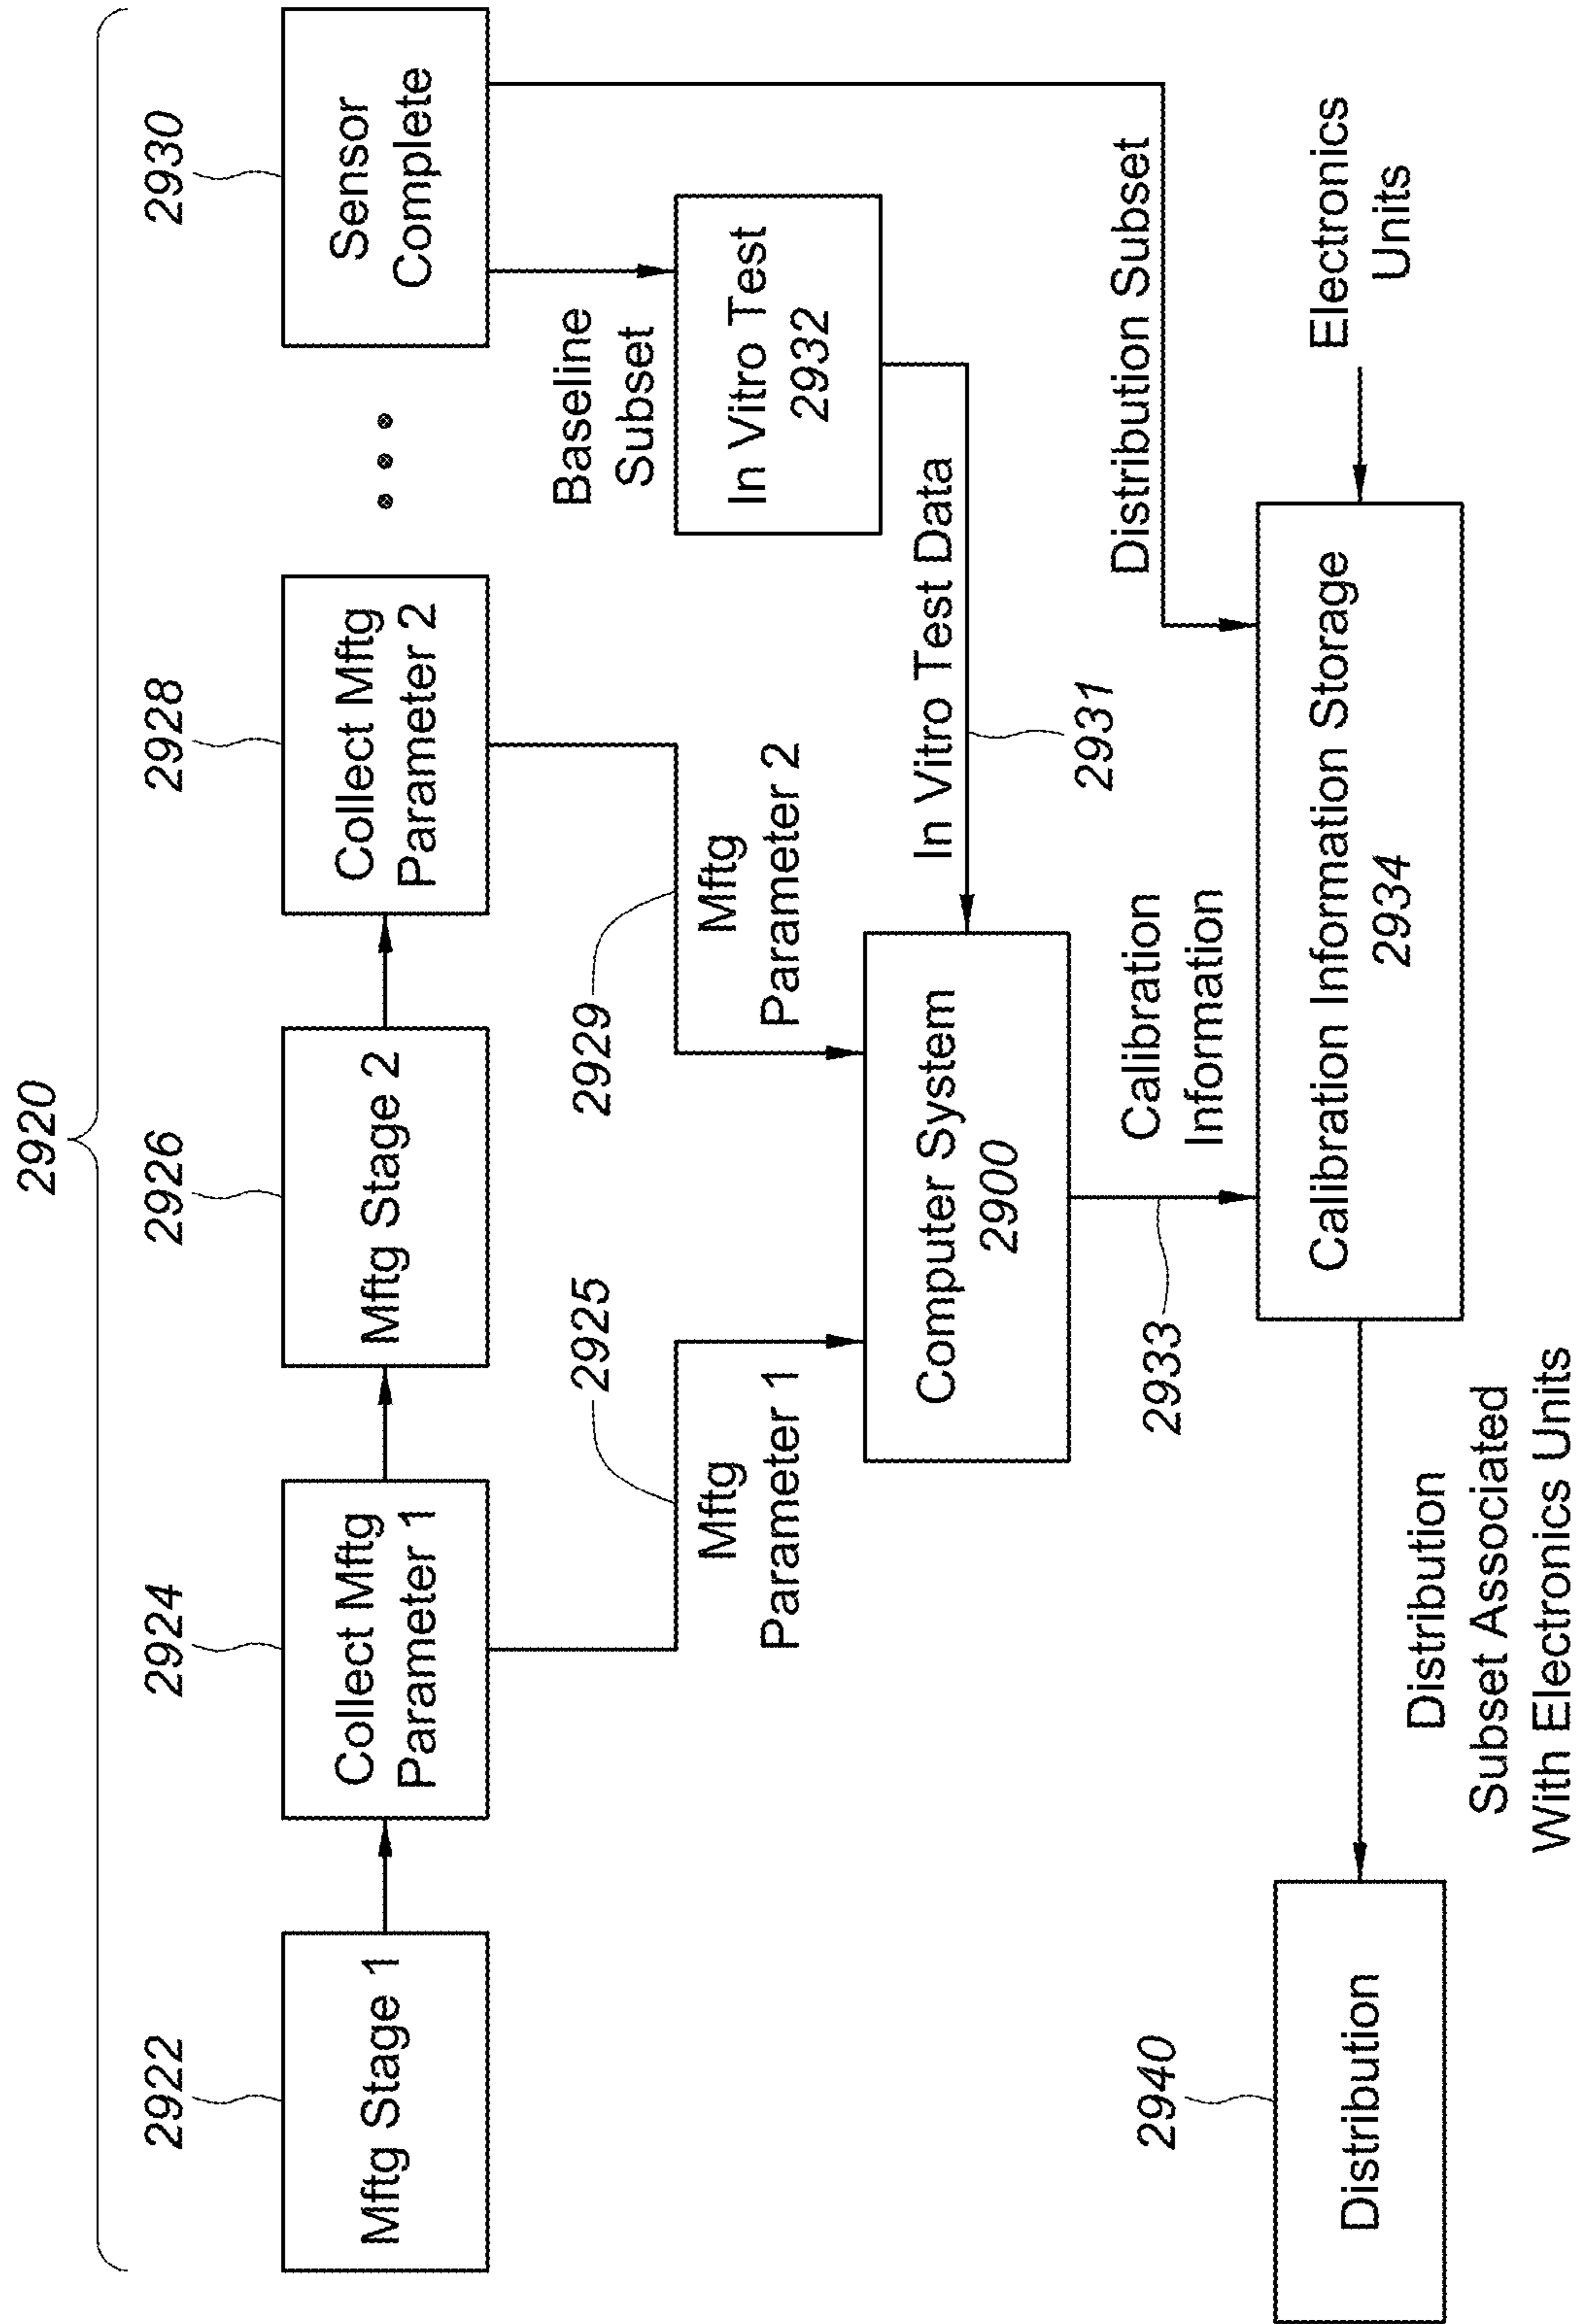 2920
2922
2924
2926
2928
2930
Mftg Stage 1
Collect Mftg
Parameter 1
Mftg Stage 2
Collect Mftg
Parameter 2
Sensor
Complete
2925
2929
Baseline
Subset
Mftg
Parameter 1
Mftg
Parameter 2
In Vitro Test
2932
Computer System
2900
In Vitro Test Data
2931
2933
Calibration
Information
Distribution Subset
2940
Distribution
Calibration Information Storage
2934
Electronics
Units
Distribution
Subset Associated
With Electronics Units